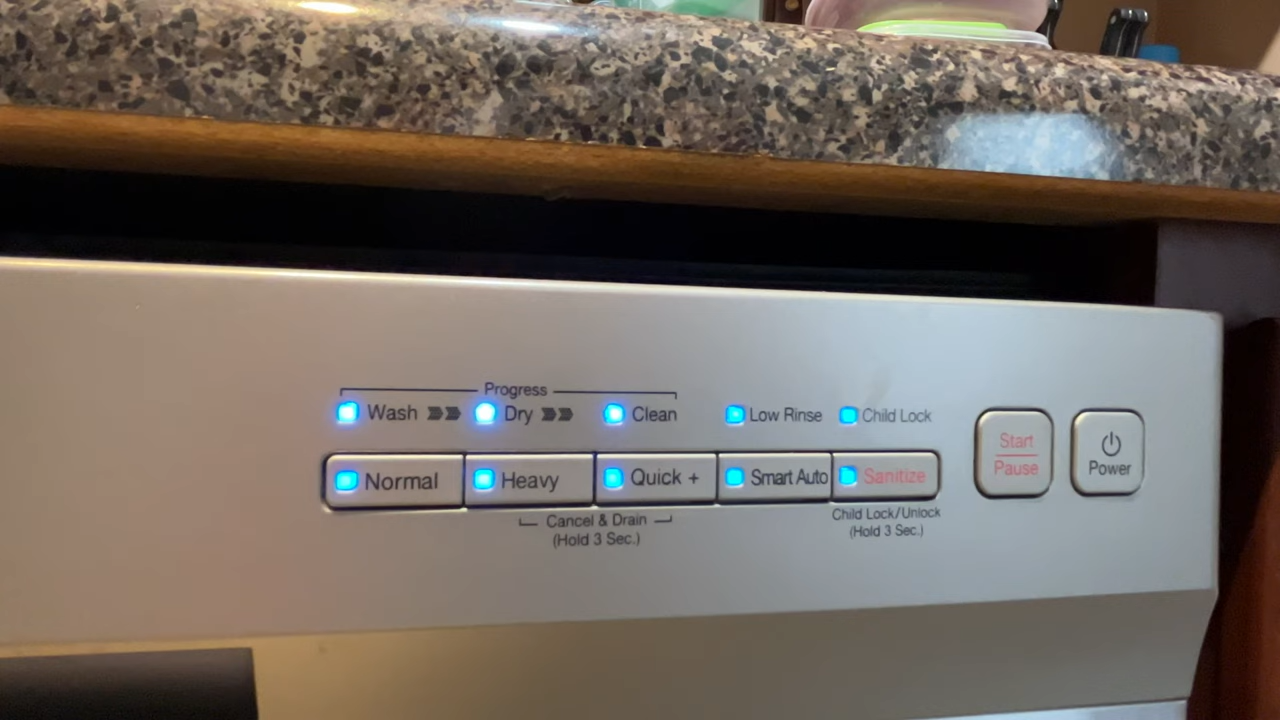 Progress
Wash Dry Clean Low Rinse Child Lock
Normal Heavy Quick + Smart Auto Sanitize
Start
Pause
Power
Cancel & Drain
(Hold 3 Sec.)
Child Lock/Unlock
(Hold 3 Sec.)